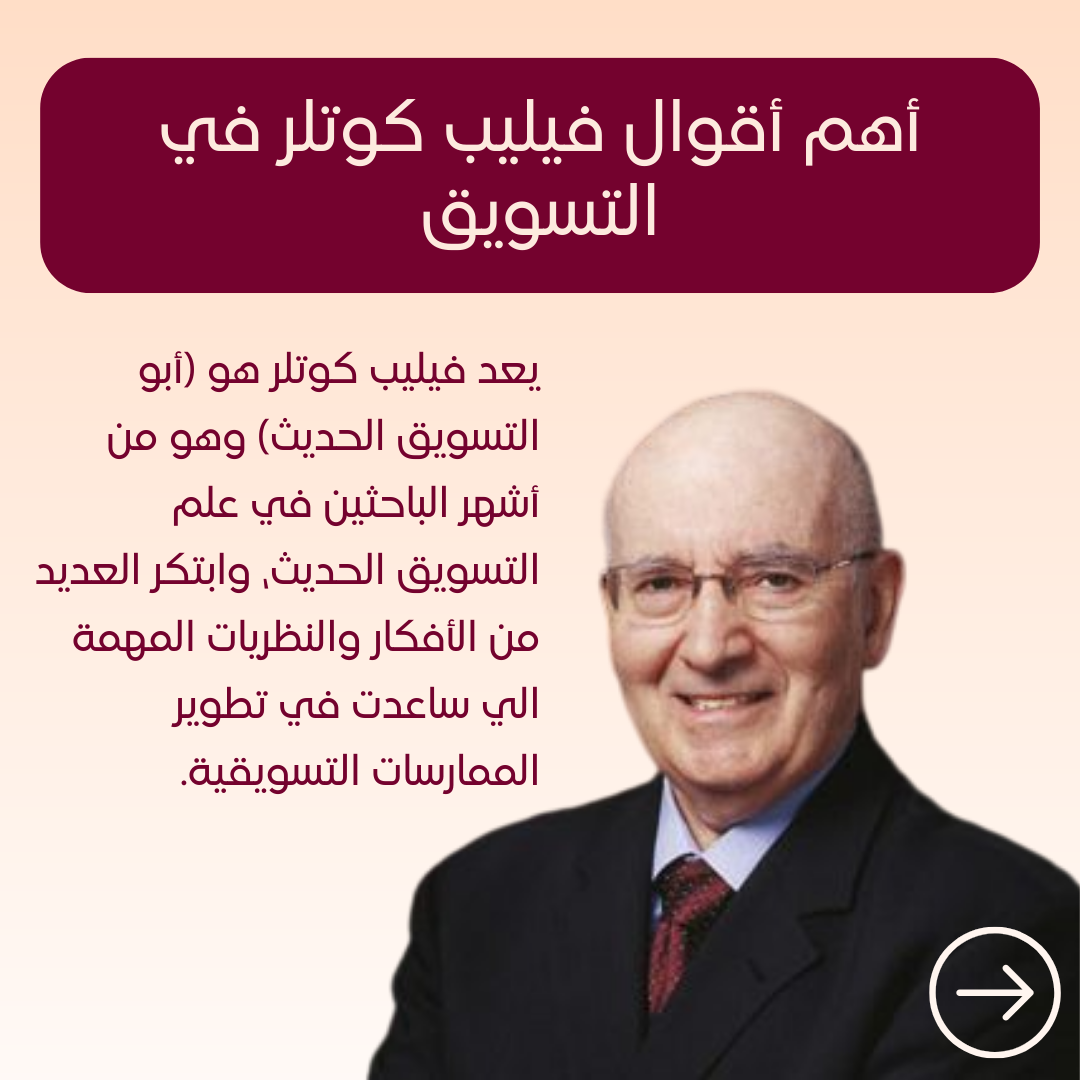 أهم أقوال فيليب كوتلر في
التسويق
يعد فيليب كوتلر هو (أبو
التسويق الحديث) وهو من
أشهر الباحثين في علم
التسويق الحديث، وابتكر العديد
من الأفكار والنظريات المهمة
الي ساعدت في تطوير
الممارسات التسويقية.